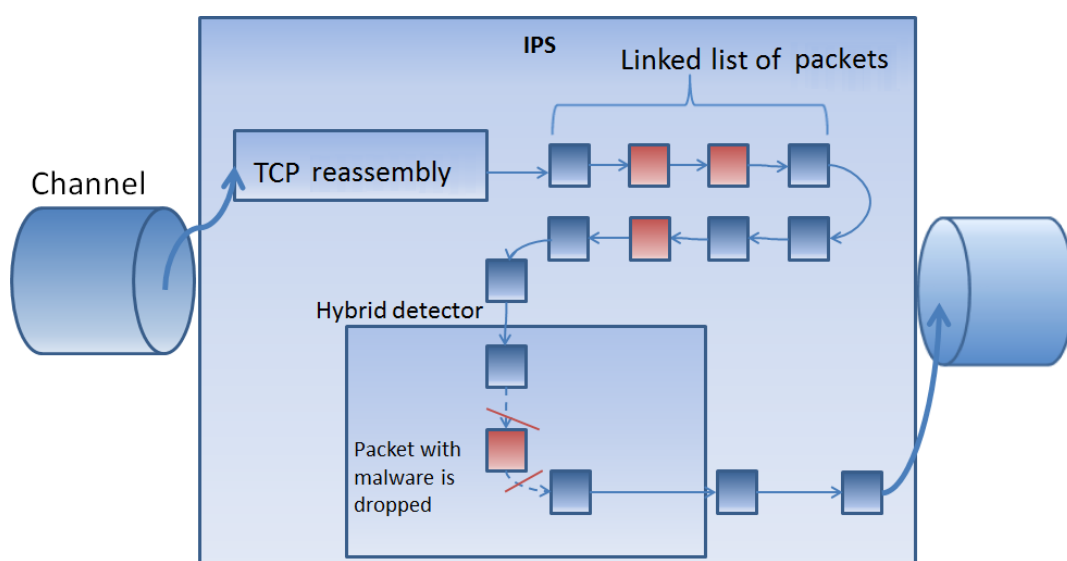 IPS
Linked list of packets
TCP reassembly
Channel
Hybrid detector
Packet with
malware is
dropped